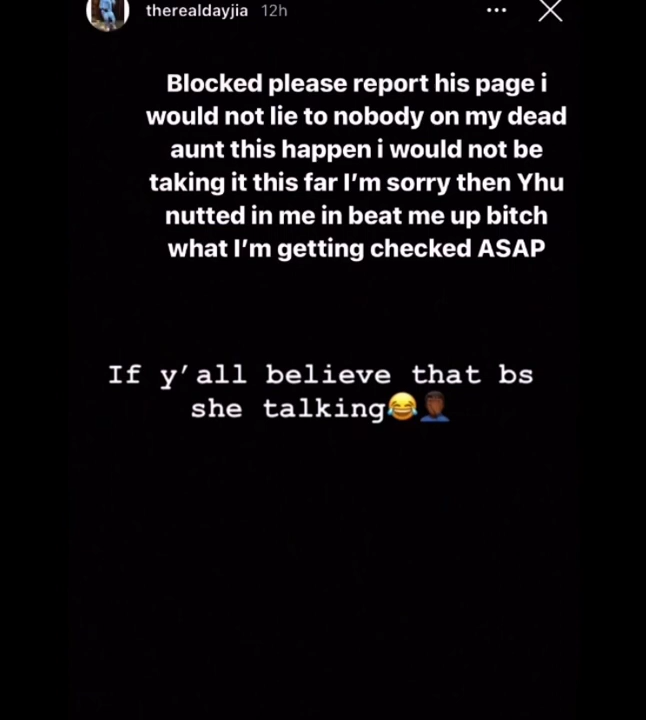 therealdayjia 12h
Blocked please report his page i
would not lie to nobody on my dead
aunt this happen i would not be
taking it this far I'm sorry then Yhu
nutted in me in beat me up bitch
what I'm getting checked ASAP
If y'all believe that bs
she talking😂🤦🏾‍♂️